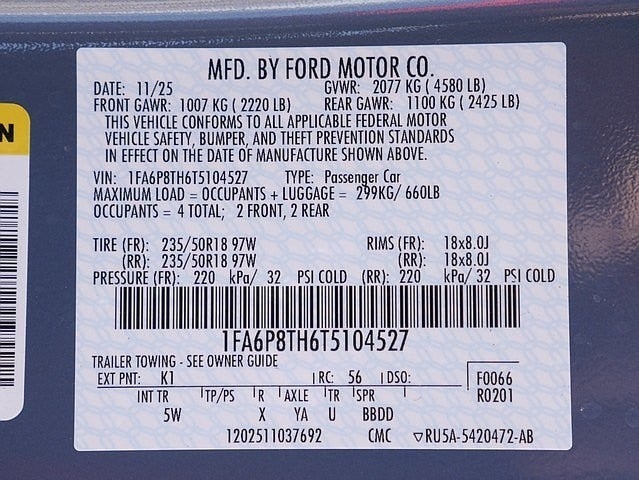 MFD. BY FORD MOTOR CO.
DATE: 11/25 GVWR: 2077 KG ( 4580 LB)
FRONT GAWR: 1007 KG ( 2220 LB) REAR GAWR: 1100 KG ( 2425 LB)
THIS VEHICLE CONFORMS TO ALL APPLICABLE FEDERAL MOTOR
VEHICLE SAFETY, BUMPER, AND THEFT PREVENTION STANDARDS
IN EFFECT ON THE DATE OF MANUFACTURE SHOWN ABOVE.
N
VIN: 1FA6P8TH6T5104527 TYPE: Passenger Car
MAXIMUM LOAD = OCCUPANTS + LUGGAGE = 299KG/ 660LB
OCCUPANTS = 4 TOTAL; 2 FRONT, 2 REAR
TIRE (FR): 235/50R18 97W RIMS (FR): 18x8.0J
(RR): 235/50R18 97W (RR): 18x8.0J
PRESSURE (FR): 220 kPa/ 32 PSI COLD (RR): 220 kPa/ 32 PSI COLD
1FA6P8TH6T5104527
TRAILER TOWING - SEE OWNER GUIDE
EXT PNT: K1 RC: 56 DSO: F0066
INT TR TP/PS R AXLE TR SPR R0201
5W X YA U BBDD
1202511037692 CMC ▽RU5A-5420472-AB